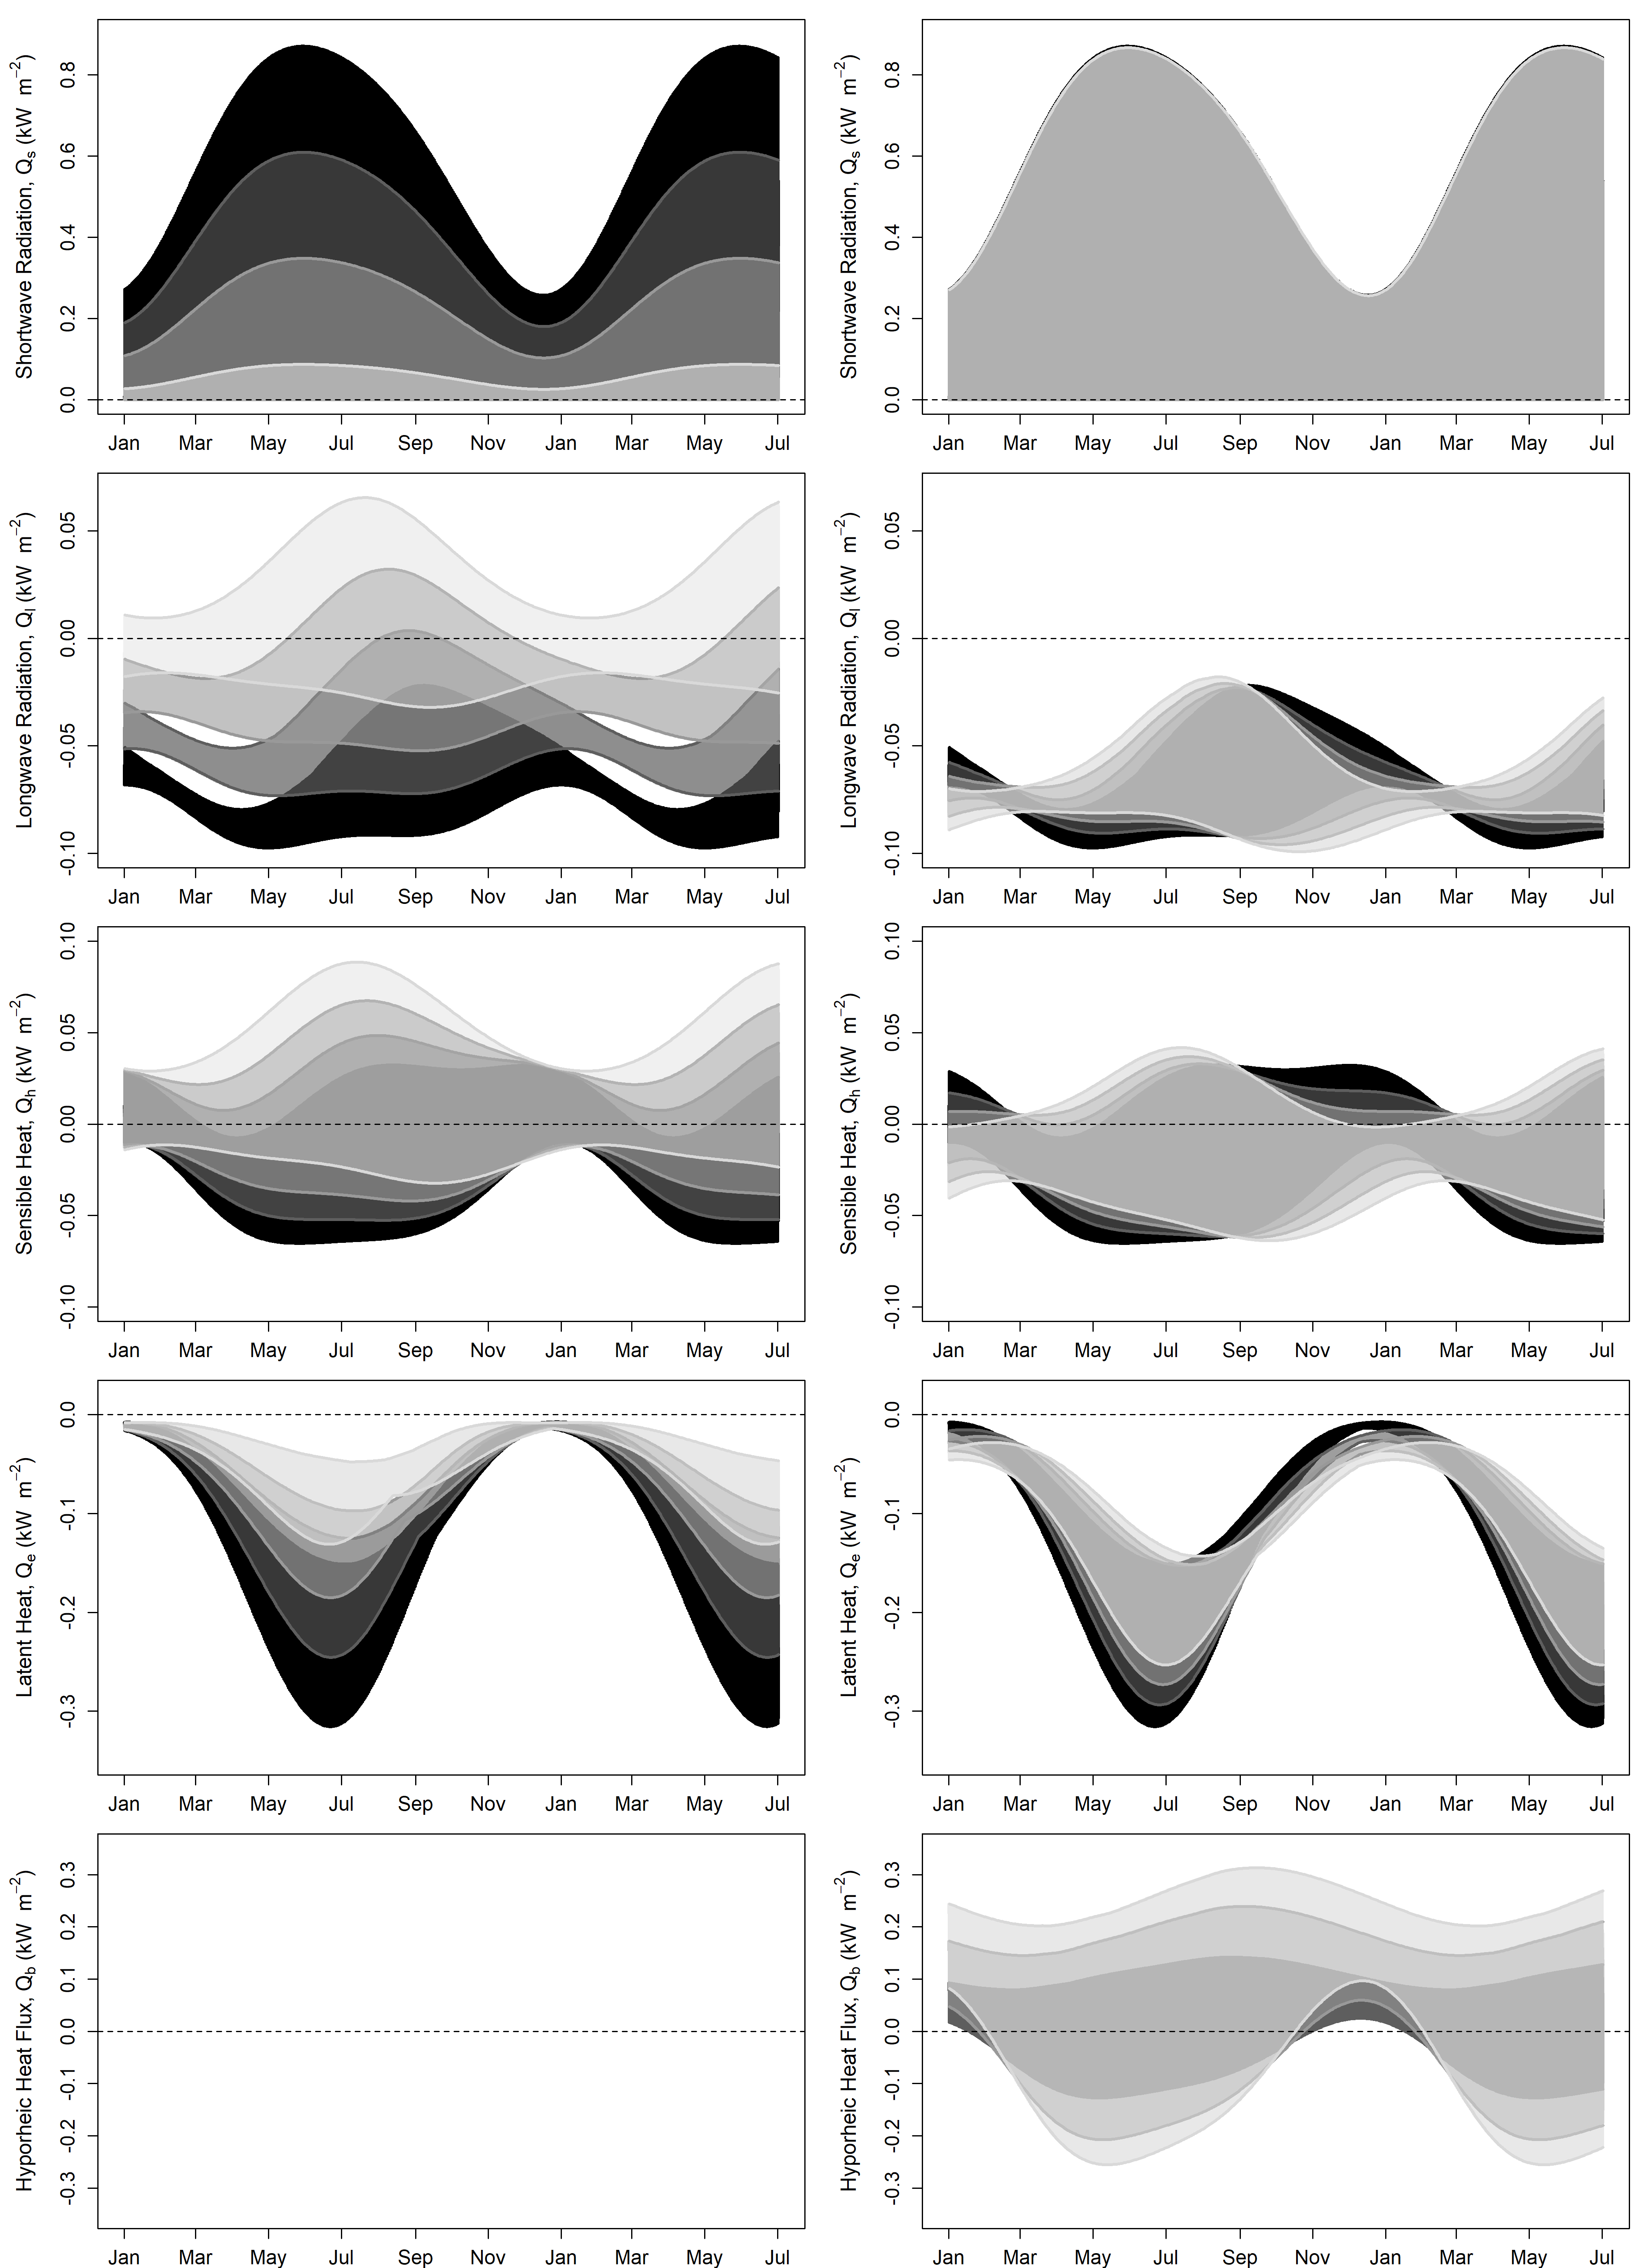 Shortwave Radiation, Qs (kW m−2)
0.0 0.2 0.4 0.6 0.8
Jan Mar May Jul Sep Nov Jan Mar May Jul
Shortwave Radiation, Qs (kW m−2)
0.0 0.2 0.4 0.6 0.8
Jan Mar May Jul Sep Nov Jan Mar May Jul
Longwave Radiation, Ql (kW m−2)
-0.10 -0.05 0.00 0.05
Jan Mar May Jul Sep Nov Jan Mar May Jul
Longwave Radiation, Ql (kW m−2)
-0.10 -0.05 0.00 0.05
Jan Mar May Jul Sep Nov Jan Mar May Jul
Sensible Heat, Qh (kW m−2)
-0.10 -0.05 0.00 0.05 0.10
Jan Mar May Jul Sep Nov Jan Mar May Jul
Sensible Heat, Qh (kW m−2)
-0.10 -0.05 0.00 0.05 0.10
Jan Mar May Jul Sep Nov Jan Mar May Jul
Latent Heat, Qe (kW m−2)
-0.3 -0.2 -0.1 0.0
Jan Mar May Jul Sep Nov Jan Mar May Jul
Latent Heat, Qe (kW m−2)
-0.3 -0.2 -0.1 0.0
Jan Mar May Jul Sep Nov Jan Mar May Jul
Hyporheic Heat Flux, Qb (kW m−2)
-0.3 -0.2 -0.1 0.0 0.1 0.2 0.3
Jan Mar May Jul Sep Nov Jan Mar May Jul
Hyporheic Heat Flux, Qb (kW m−2)
-0.3 -0.2 -0.1 0.0 0.1 0.2 0.3
Jan Mar May Jul Sep Nov Jan Mar May Jul